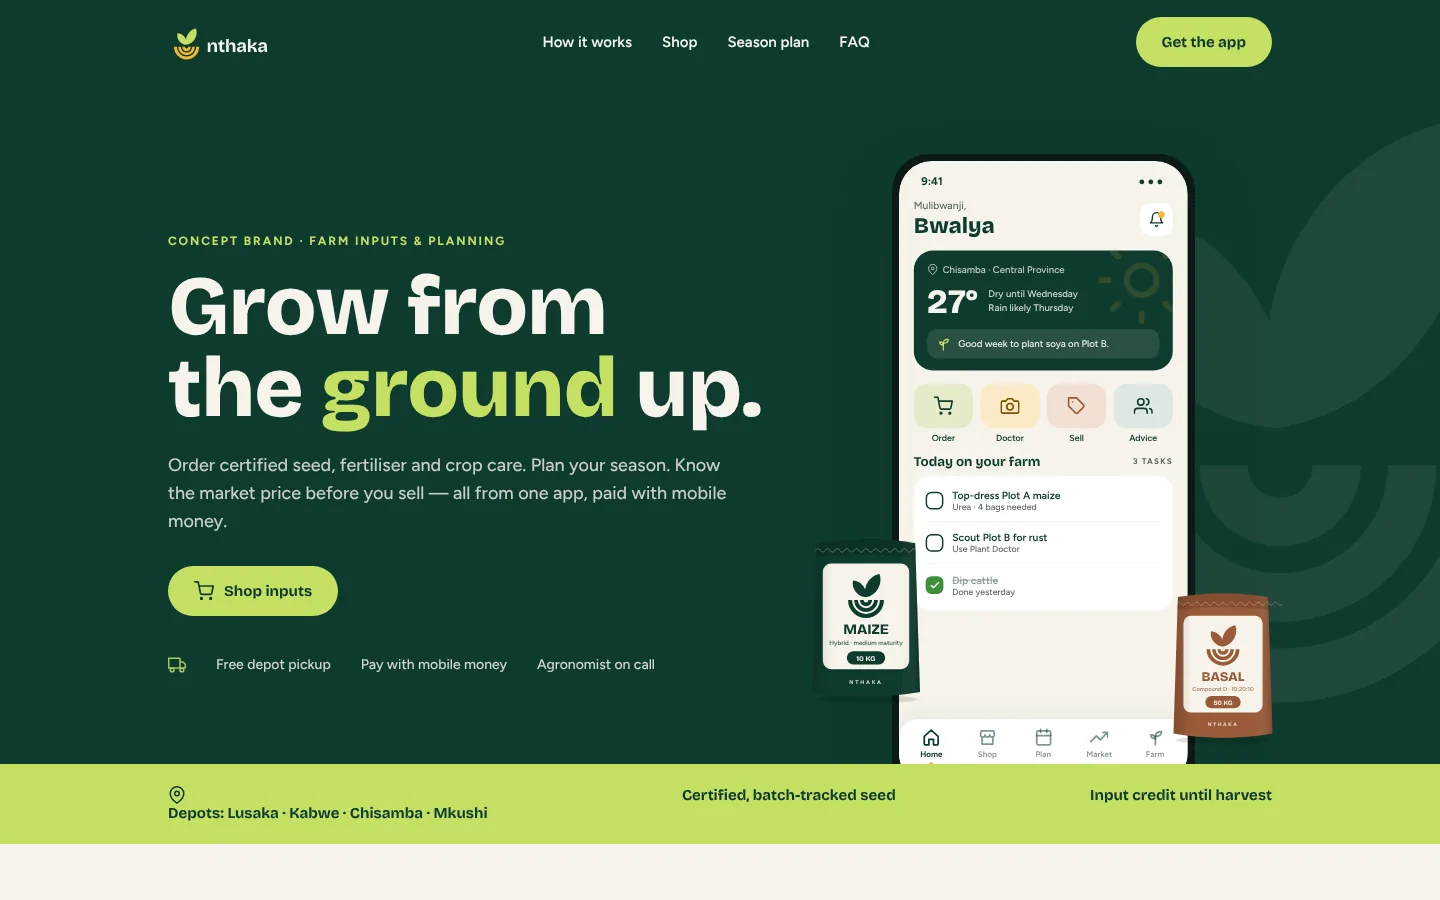 nthaka
How it works
Shop
Season plan
FAQ
Get the app
CONCEPT BRAND · FARM INPUTS & PLANNING
Grow from
the ground up.
Order certified seed, fertiliser and crop care. Plan your season. Know
the market price before you sell — all from one app, paid with mobile
money.
Shop inputs
Free depot pickup
Pay with mobile money
Agronomist on call
9:41
Mulibwanji,
Bwalya
Chisamba · Central Province
27°
Dry until Wednesday
Rain likely Thursday
Good week to plant soya on Plot B.
Order
Doctor
Sell
Advice
Today on your farm
3 TASKS
Top-dress Plot A maize
Urea · 4 bags needed
Scout Plot B for rust
Use Plant Doctor
Dip cattle
Done yesterday
Home
Shop
Plan
Market
Farm
MAIZE
Hybrid · medium maturity
10 KG
NTHAKA
BASAL
Compound D · 10:20:10
50 KG
NTHAKA
Depots: Lusaka · Kabwe · Chisamba · Mkushi
Certified, batch-tracked seed
Input credit until harvest